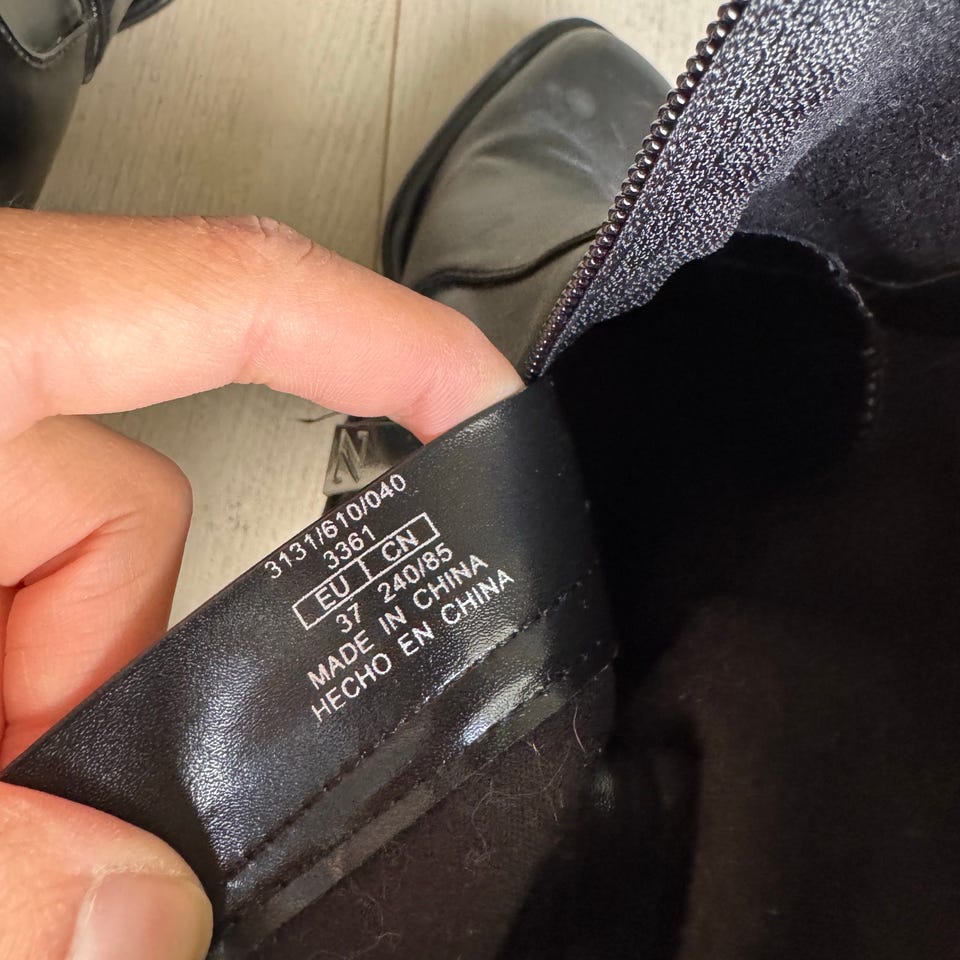 3131/610/040
3361
EU CN
37 240/85
MADE IN CHINA
HECHO EN CHINA